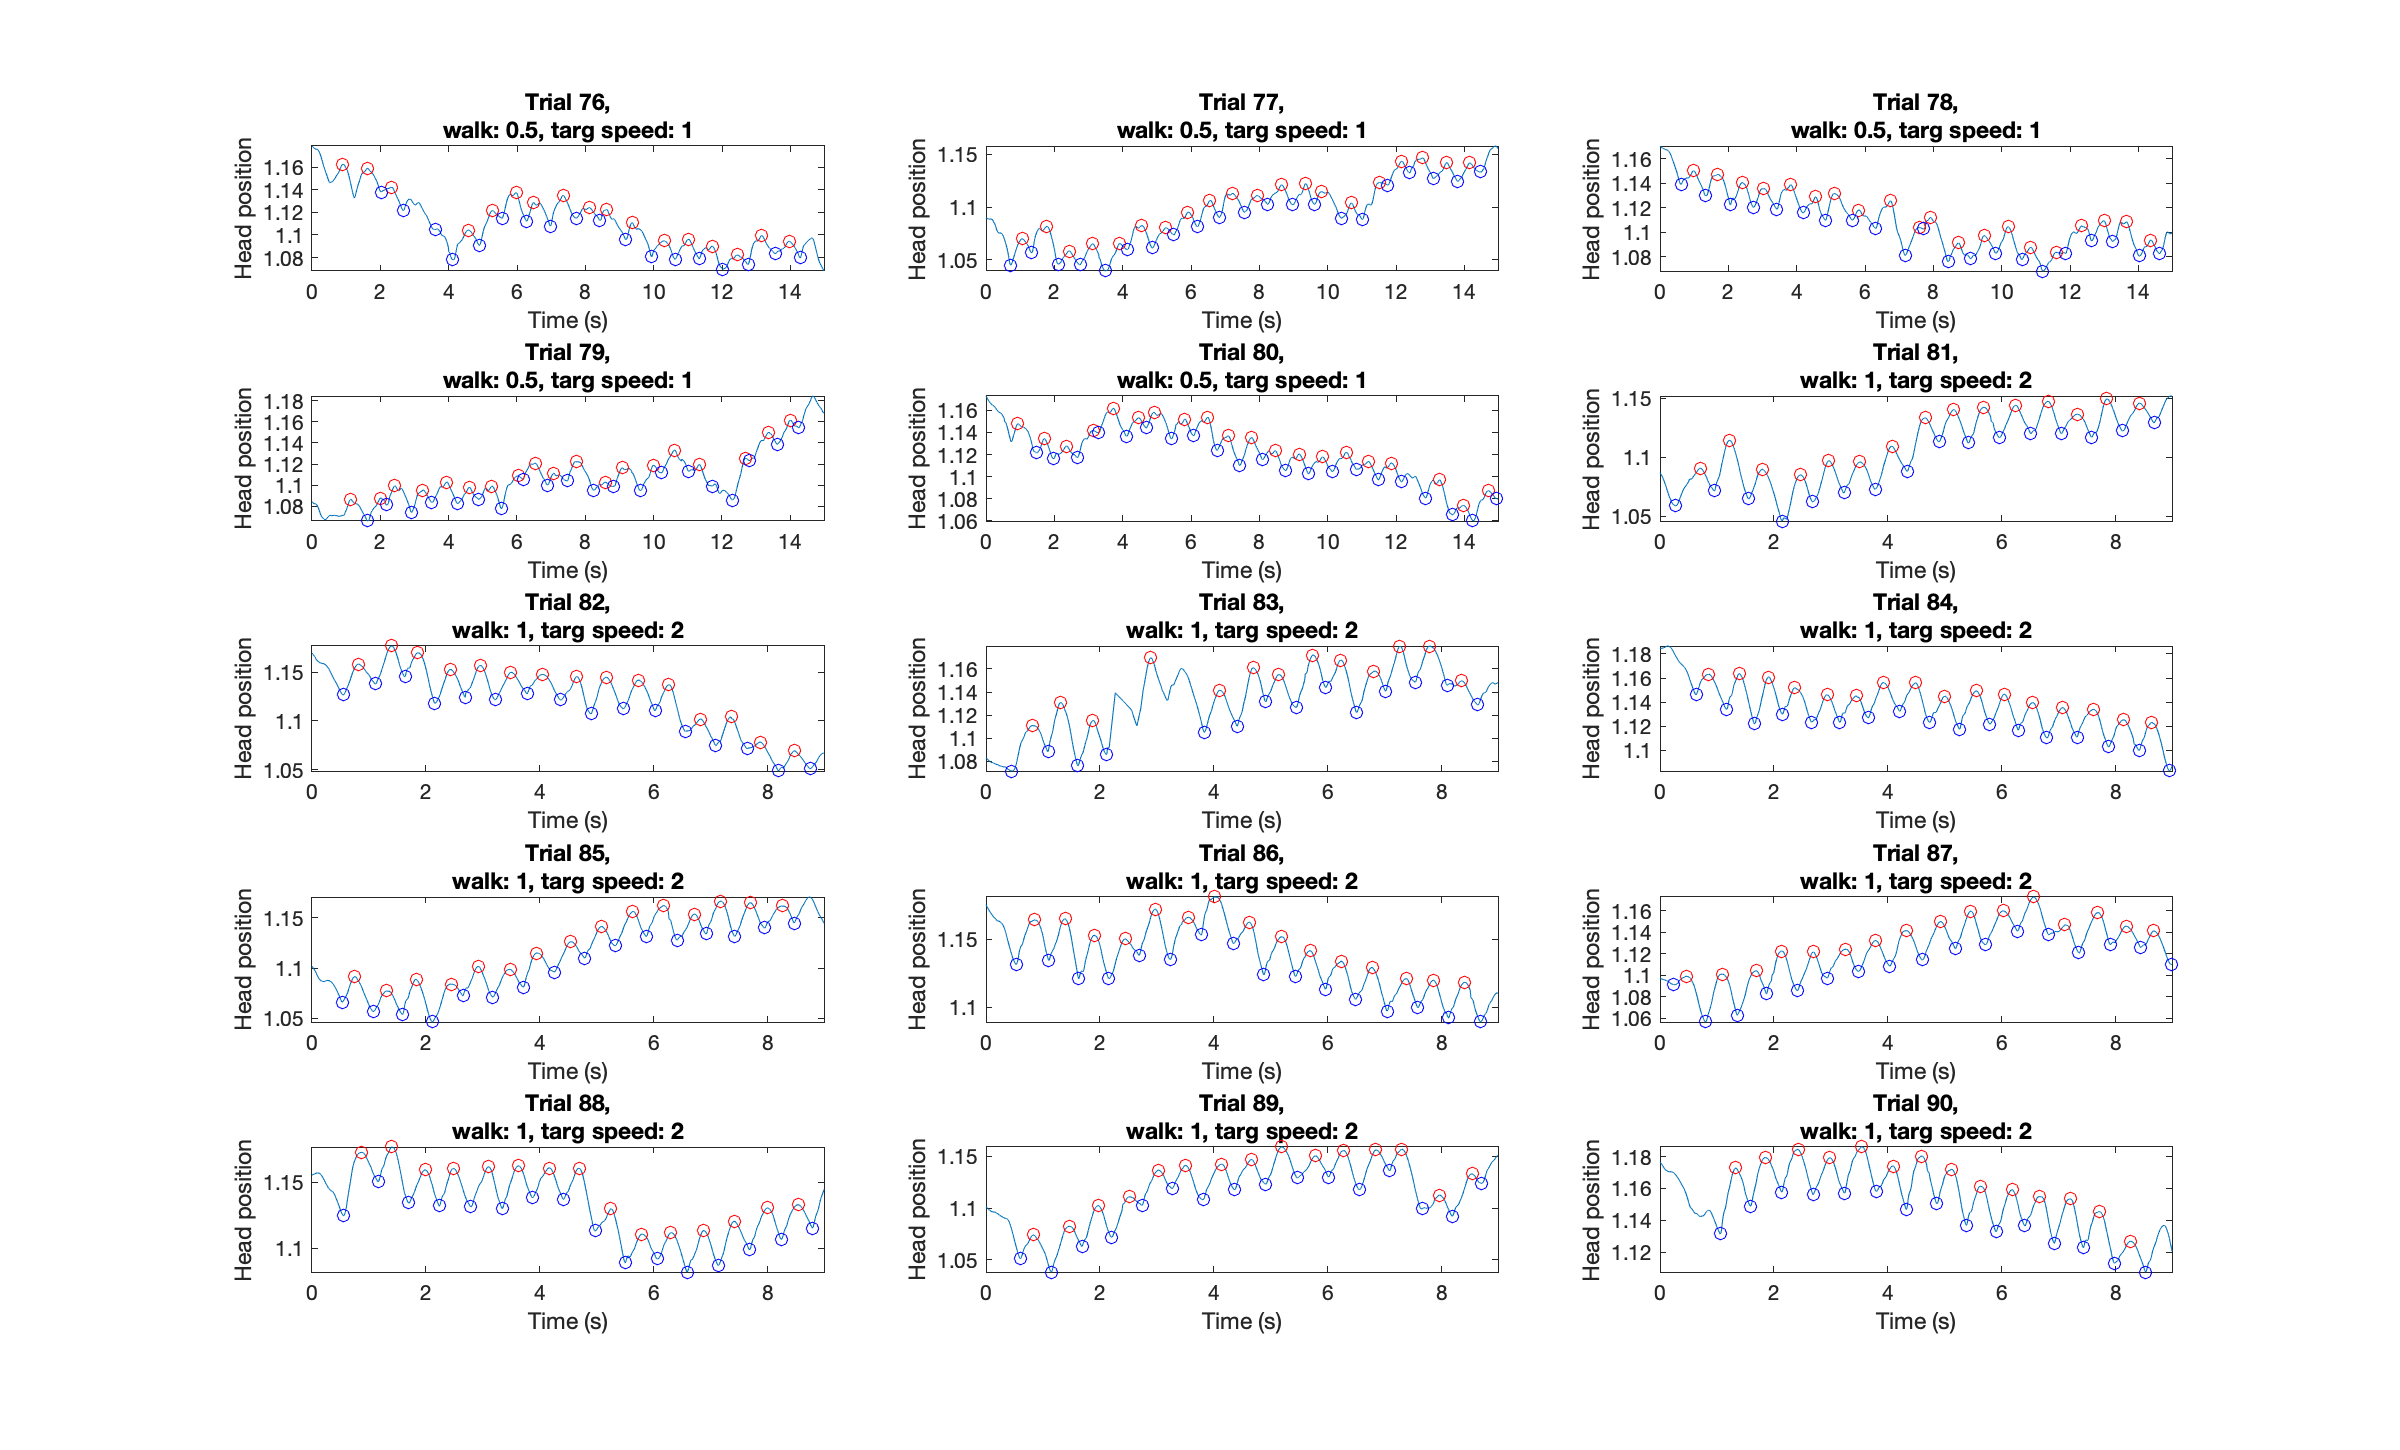 Trial 76,
walk: 0.5, targ speed: 1
Head position
1.16
1.14
1.12
1.1
1.08
0 2 4 6 8 10 12 14
Time (s)
Trial 77,
walk: 0.5, targ speed: 1
Head position
1.15
1.1
1.05
0 2 4 6 8 10 12 14
Time (s)
Trial 78,
walk: 0.5, targ speed: 1
Head position
1.16
1.14
1.12
1.1
1.08
0 2 4 6 8 10 12 14
Time (s)
Trial 79,
walk: 0.5, targ speed: 1
Head position
1.18
1.16
1.14
1.12
1.1
1.08
0 2 4 6 8 10 12 14
Time (s)
Trial 80,
walk: 0.5, targ speed: 1
Head position
1.16
1.14
1.12
1.1
1.08
1.06
0 2 4 6 8 10 12 14
Time (s)
Trial 81,
walk: 1, targ speed: 2
Head position
1.15
1.1
1.05
0 2 4 6 8
Time (s)
Trial 82,
walk: 1, targ speed: 2
Head position
1.15
1.1
1.05
0 2 4 6 8
Time (s)
Trial 83,
walk: 1, targ speed: 2
Head position
1.16
1.14
1.12
1.1
1.08
0 2 4 6 8
Time (s)
Trial 84,
walk: 1, targ speed: 2
Head position
1.18
1.16
1.14
1.12
1.1
0 2 4 6 8
Time (s)
Trial 85,
walk: 1, targ speed: 2
Head position
1.15
1.1
1.05
0 2 4 6 8
Time (s)
Trial 86,
walk: 1, targ speed: 2
Head position
1.15
1.1
0 2 4 6 8
Time (s)
Trial 87,
walk: 1, targ speed: 2
Head position
1.16
1.14
1.12
1.1
1.08
1.06
0 2 4 6 8
Time (s)
Trial 88,
walk: 1, targ speed: 2
Head position
1.15
1.1
0 2 4 6 8
Time (s)
Trial 89,
walk: 1, targ speed: 2
Head position
1.15
1.1
1.05
0 2 4 6 8
Time (s)
Trial 90,
walk: 1, targ speed: 2
Head position
1.18
1.16
1.14
1.12
0 2 4 6 8
Time (s)